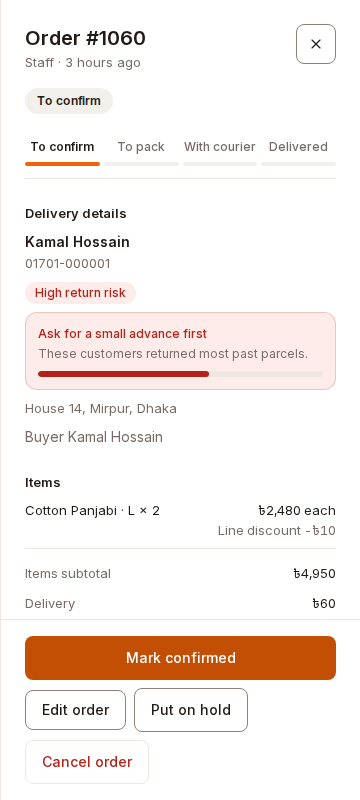 Order #1060
Staff · 3 hours ago
To confirm
To confirm
To pack
With courier
Delivered
Delivery details
Kamal Hossain
01701-000001
High return risk
Ask for a small advance first
These customers returned most past parcels.
House 14, Mirpur, Dhaka
Buyer Kamal Hossain
Items
Cotton Panjabi · L × 2 ৳2,480 each
Line discount -৳10
Items subtotal ৳4,950
Delivery ৳60
Mark confirmed
Edit order
Put on hold
Cancel order